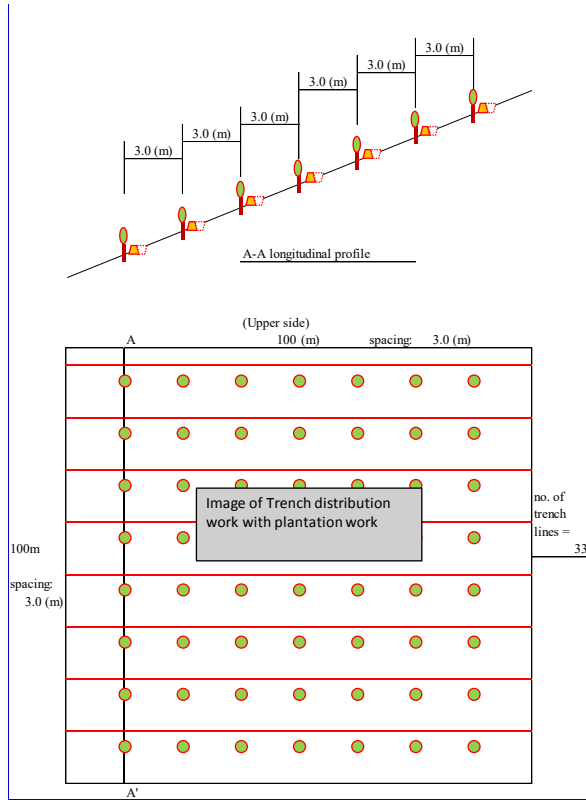 3.0 (m)
3.0 (m)
3.0 (m)
3.0 (m)
3.0 (m)
3.0 (m)
A-A longitudinal profile
(Upper side)
A
100 (m)
spacing:
3.0 (m)
Image of Trench distribution
work with plantation work
no. of
trench
lines =
33
100m
spacing:
3.0 (m)
A'